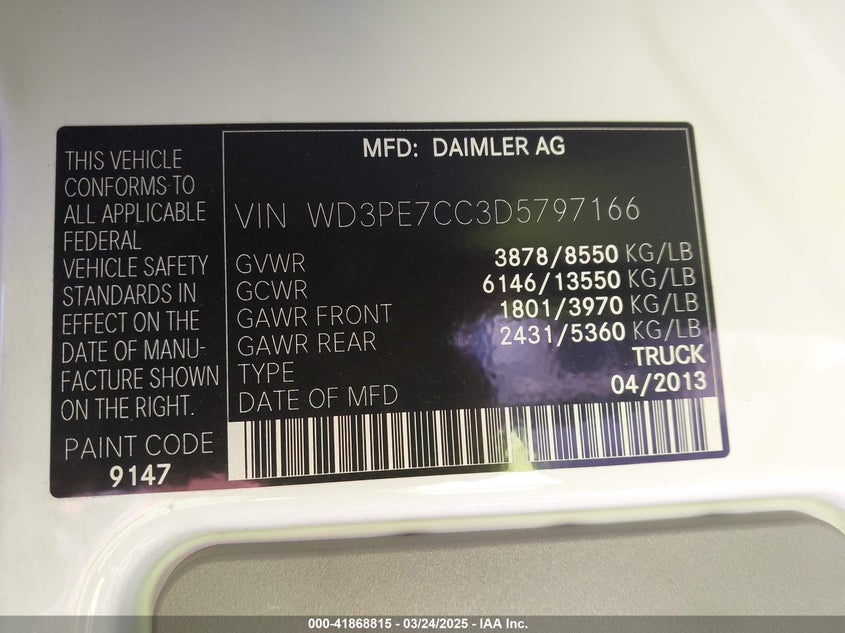 THIS VEHICLE
CONFORMS TO
ALL APPLICABLE
FEDERAL
VEHICLE SAFETY
STANDARDS IN
EFFECT ON THE
DATE OF MANU-
FACTURE SHOWN
ON THE RIGHT.
PAINT CODE
9147
MFD: DAIMLER AG
VIN WD3PE7CC3D5797166
GVWR 3878/8550 KG/LB
GCWR 6146/13550 KG/LB
GAWR FRONT 1801/3970 KG/LB
GAWR REAR 2431/5360 KG/LB
TYPE TRUCK
DATE OF MFD 04/2013
000-41868815 - 03/24/2025 - IAA Inc.